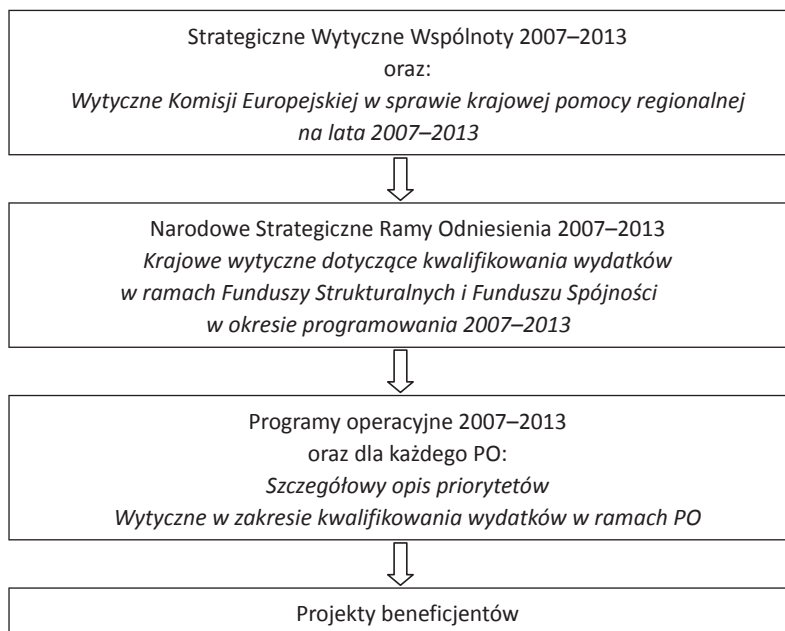 Strategiczne Wytyczne Wspólnoty 2007–2013
oraz:
Wytyczne Komisji Europejskiej w sprawie krajowej pomocy regionalnej
na lata 2007–2013
Narodowe Strategiczne Ramy Odniesienia 2007–2013
Krajowe wytyczne dotyczące kwalifikowania wydatków
w ramach Funduszy Strukturalnych i Funduszu Spójności
w okresie programowania 2007–2013
Programy operacyjne 2007–2013
oraz dla każdego PO:
Szczegółowy opis priorytetów
Wytyczne w zakresie kwalifikowania wydatków w ramach PO
Projekty beneficjentów